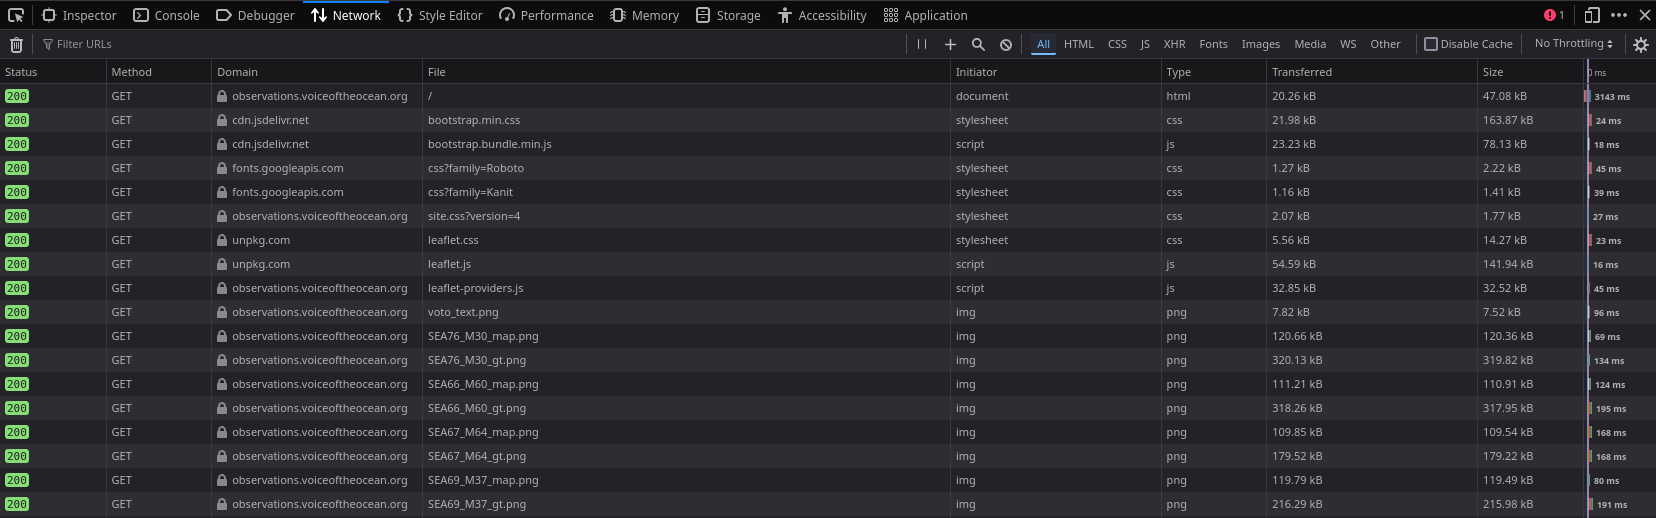 Inspector Console Debugger Network Style Editor Performance Memory Storage Accessibility Application 1
Filter URLs All HTML CSS JS XHR Fonts Images Media WS Other Disable Cache No Throttling
Status Method Domain File Initiator Type Transferred Size 0 ms
200 GET observations.voiceoftheocean.org / document html 20.26 kB 47.08 kB 3143 ms
200 GET cdn.jsdelivr.net bootstrap.min.css stylesheet css 21.98 kB 163.87 kB 24 ms
200 GET cdn.jsdelivr.net bootstrap.bundle.min.js script js 23.23 kB 78.13 kB 18 ms
200 GET fonts.googleapis.com css?family=Roboto stylesheet css 1.27 kB 2.22 kB 45 ms
200 GET fonts.googleapis.com css?family=Kanit stylesheet css 1.16 kB 1.41 kB 39 ms
200 GET observations.voiceoftheocean.org site.css?version=4 stylesheet css 2.07 kB 1.77 kB 27 ms
200 GET unpkg.com leaflet.css stylesheet css 5.56 kB 14.27 kB 23 ms
200 GET unpkg.com leaflet.js script js 54.59 kB 141.94 kB 16 ms
200 GET observations.voiceoftheocean.org leaflet-providers.js script js 32.85 kB 32.52 kB 45 ms
200 GET observations.voiceoftheocean.org voto_text.png img png 7.82 kB 7.52 kB 96 ms
200 GET observations.voiceoftheocean.org SEA76_M30_map.png img png 120.66 kB 120.36 kB 69 ms
200 GET observations.voiceoftheocean.org SEA76_M30_gt.png img png 320.13 kB 319.82 kB 134 ms
200 GET observations.voiceoftheocean.org SEA66_M60_map.png img png 111.21 kB 110.91 kB 124 ms
200 GET observations.voiceoftheocean.org SEA66_M60_gt.png img png 318.26 kB 317.95 kB 195 ms
200 GET observations.voiceoftheocean.org SEA67_M64_map.png img png 109.85 kB 109.54 kB 168 ms
200 GET observations.voiceoftheocean.org SEA67_M64_gt.png img png 179.52 kB 179.22 kB 168 ms
200 GET observations.voiceoftheocean.org SEA69_M37_map.png img png 119.79 kB 119.49 kB 80 ms
200 GET observations.voiceoftheocean.org SEA69_M37_gt.png img png 216.29 kB 215.98 kB 191 ms